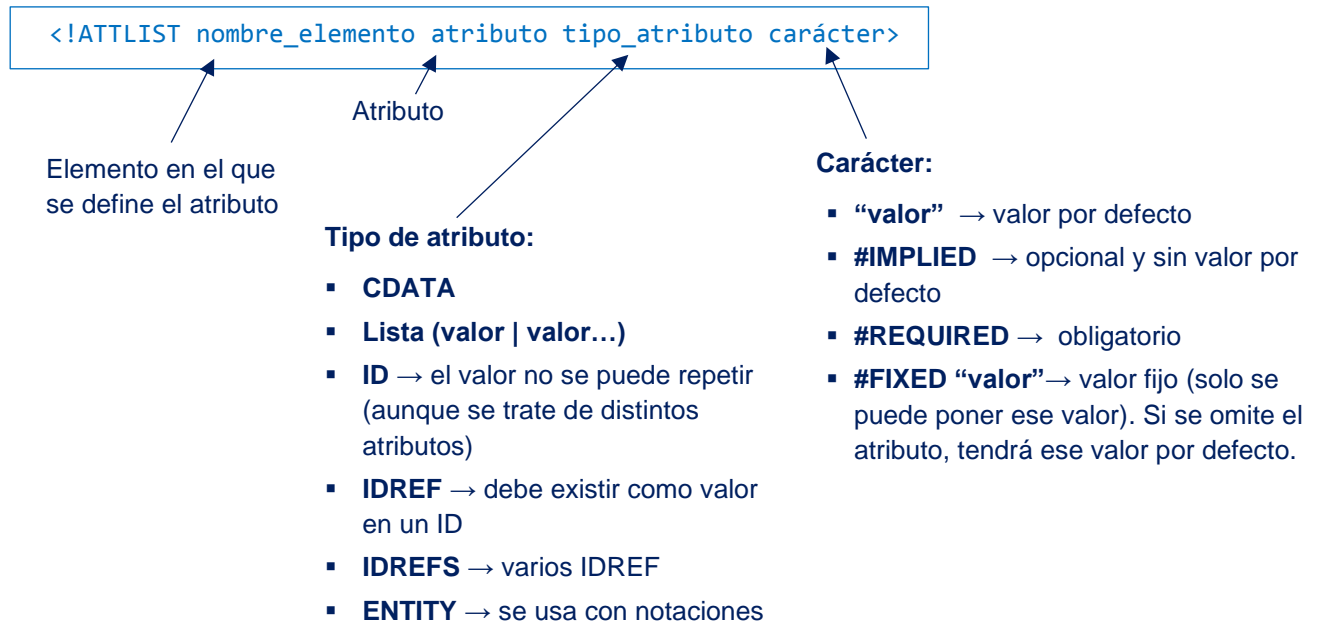 <!ATTLIST nombre_elemento atributo tipo_atributo carácter>
Atributo
Elemento en el que
se define el atributo
Tipo de atributo:
▪ CDATA
▪ Lista (valor | valor…)
▪ ID → el valor no se puede repetir
(aunque se trate de distintos
atributos)
▪ IDREF → debe existir como valor
en un ID
▪ IDREFS → varios IDREF
▪ ENTITY → se usa con notaciones
Carácter:
▪ “valor” → valor por defecto
▪ #IMPLIED → opcional y sin valor por
defecto
▪ #REQUIRED → obligatorio
▪ #FIXED “valor”→ valor fijo (solo se
puede poner ese valor). Si se omite el
atributo, tendrá ese valor por defecto.